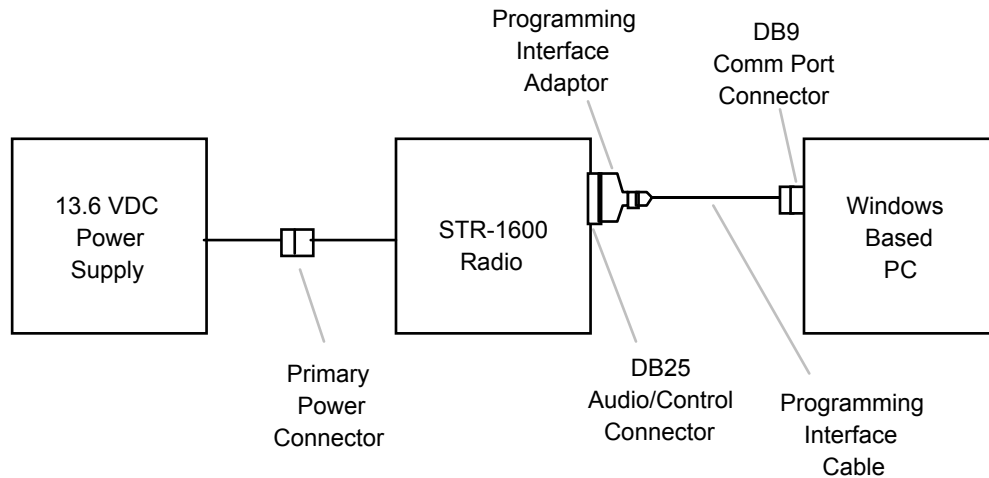 Programming
Interface
Adaptor
DB9
Comm Port
Connector
13.6 VDC
Power
Supply
STR-1600
Radio
Windows
Based
PC
Primary
Power
Connector
DB25
Audio/Control
Connector
Programming
Interface
Cable